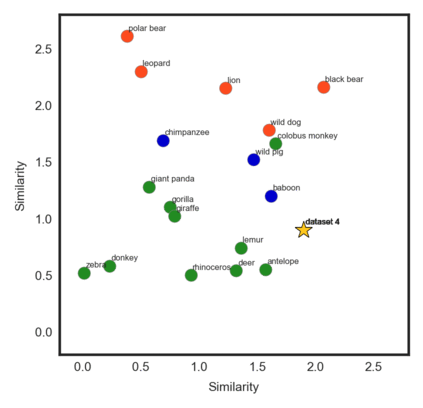 polar bear
2.5
leopard
lion
black bear
2.0
wild dog
colobus monkey
chimpanzee
1.5
wild pig
giant panda
baboon
gorilla
giraffe
1.0
dataset 4
lemur
zebra
donkey
rhinoceros
deer
antelope
0.5
0.0
Similarity
0.0 0.5 1.0 1.5 2.0 2.5
Similarity